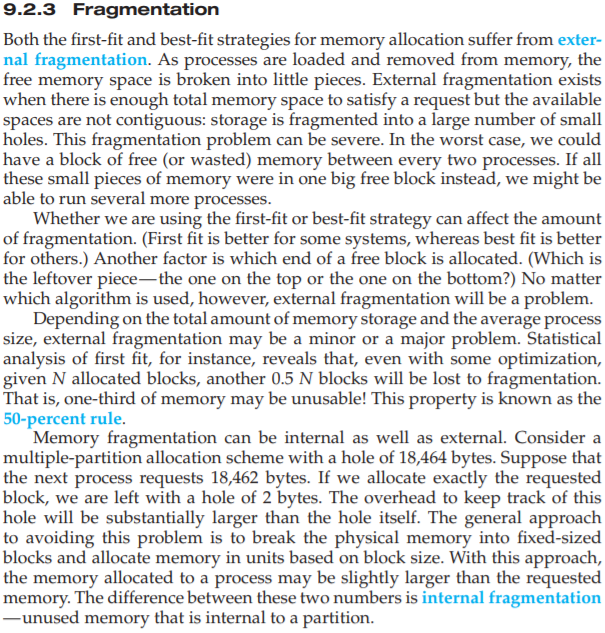 9.2.3 Fragmentation
Both the first-fit and best-fit strategies for memory allocation suffer from exter-
nal fragmentation. As processes are loaded and removed from memory, the
free memory space is broken into little pieces. External fragmentation exists
when there is enough total memory space to satisfy a request but the available
spaces are not contiguous: storage is fragmented into a large number of small
holes. This fragmentation problem can be severe. In the worst case, we could
have a block of free (or wasted) memory between every two processes. If all
these small pieces of memory were in one big free block instead, we might be
able to run several more processes.
Whether we are using the first-fit or best-fit strategy can affect the amount
of fragmentation. (First fit is better for some systems, whereas best fit is better
for others.) Another factor is which end of a free block is allocated. (Which is
the leftover piece—the one on the top or the one on the bottom?) No matter
which algorithm is used, however, external fragmentation will be a problem.
Depending on the total amount of memory storage and the average process
size, external fragmentation may be a minor or a major problem. Statistical
analysis of first fit, for instance, reveals that, even with some optimization,
given N allocated blocks, another 0.5 N blocks will be lost to fragmentation.
That is, one-third of memory may be unusable! This property is known as the
50-percent rule.
Memory fragmentation can be internal as well as external. Consider a
multiple-partition allocation scheme with a hole of 18,464 bytes. Suppose that
the next process requests 18,462 bytes. If we allocate exactly the requested
block, we are left with a hole of 2 bytes. The overhead to keep track of this
hole will be substantially larger than the hole itself. The general approach
to avoiding this problem is to break the physical memory into fixed-sized
blocks and allocate memory in units based on block size. With this approach,
the memory allocated to a process may be slightly larger than the requested
memory. The difference between these two numbers is internal fragmentation
—unused memory that is internal to a partition.